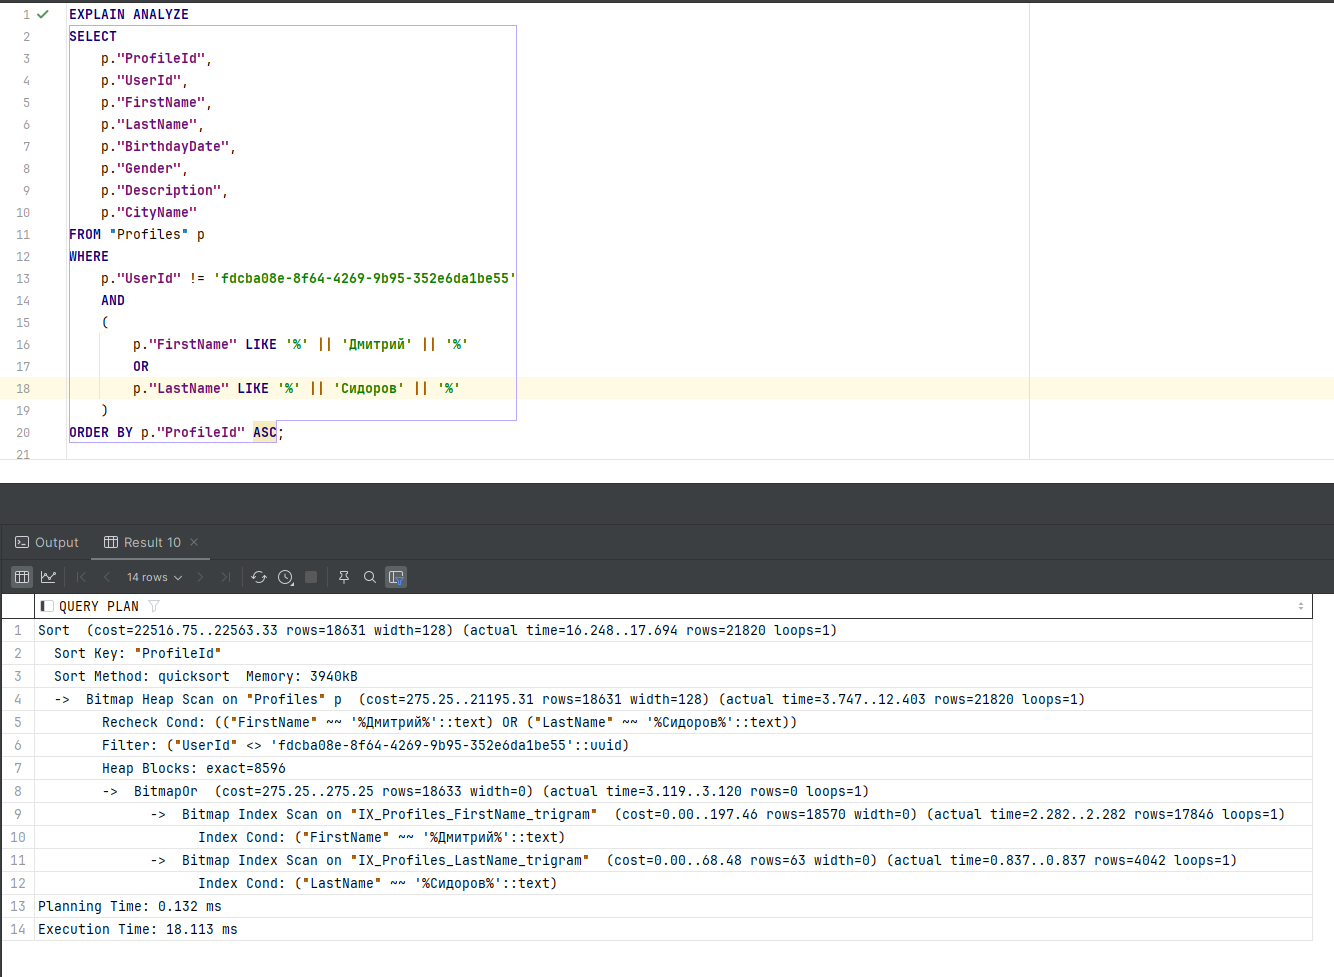 1 EXPLAIN ANALYZE
2 SELECT
3 p."ProfileId",
4 p."UserId",
5 p."FirstName",
6 p."LastName",
7 p."BirthdayDate",
8 p."Gender",
9 p."Description",
10 p."CityName"
11 FROM "Profiles" p
12 WHERE
13 p."UserId" != 'fdcba08e-8f64-4269-9b95-352e6da1be55'
14 AND
15 (
16 p."FirstName" LIKE '%' || 'Дмитрий' || '%'
17 OR
18 p."LastName" LIKE '%' || 'Сидоров' || '%'
19 )
20 ORDER BY p."ProfileId" ASC;
21
Output Result 10 ×
14 rows
QUERY PLAN
1 Sort (cost=22516.75..22563.33 rows=18631 width=128) (actual time=16.248..17.694 rows=21820 loops=1)
2 Sort Key: "ProfileId"
3 Sort Method: quicksort Memory: 3940kB
4 -> Bitmap Heap Scan on "Profiles" p (cost=275.25..21195.31 rows=18631 width=128) (actual time=3.747..12.403 rows=21820 loops=1)
5 Recheck Cond: (("FirstName" ~~ '%Дмитрий%'::text) OR ("LastName" ~~ '%Сидоров%'::text))
6 Filter: ("UserId" <> 'fdcba08e-8f64-4269-9b95-352e6da1be55'::uuid)
7 Heap Blocks: exact=8596
8 -> BitmapOr (cost=275.25..275.25 rows=18633 width=0) (actual time=3.119..3.120 rows=0 loops=1)
9 -> Bitmap Index Scan on "IX_Profiles_FirstName_trigram" (cost=0.00..197.46 rows=18570 width=0) (actual time=2.282..2.282 rows=17846 loops=1)
10 Index Cond: ("FirstName" ~~ '%Дмитрий%'::text)
11 -> Bitmap Index Scan on "IX_Profiles_LastName_trigram" (cost=0.00..68.48 rows=63 width=0) (actual time=0.837..0.837 rows=4042 loops=1)
12 Index Cond: ("LastName" ~~ '%Сидоров%'::text)
13 Planning Time: 0.132 ms
14 Execution Time: 18.113 ms